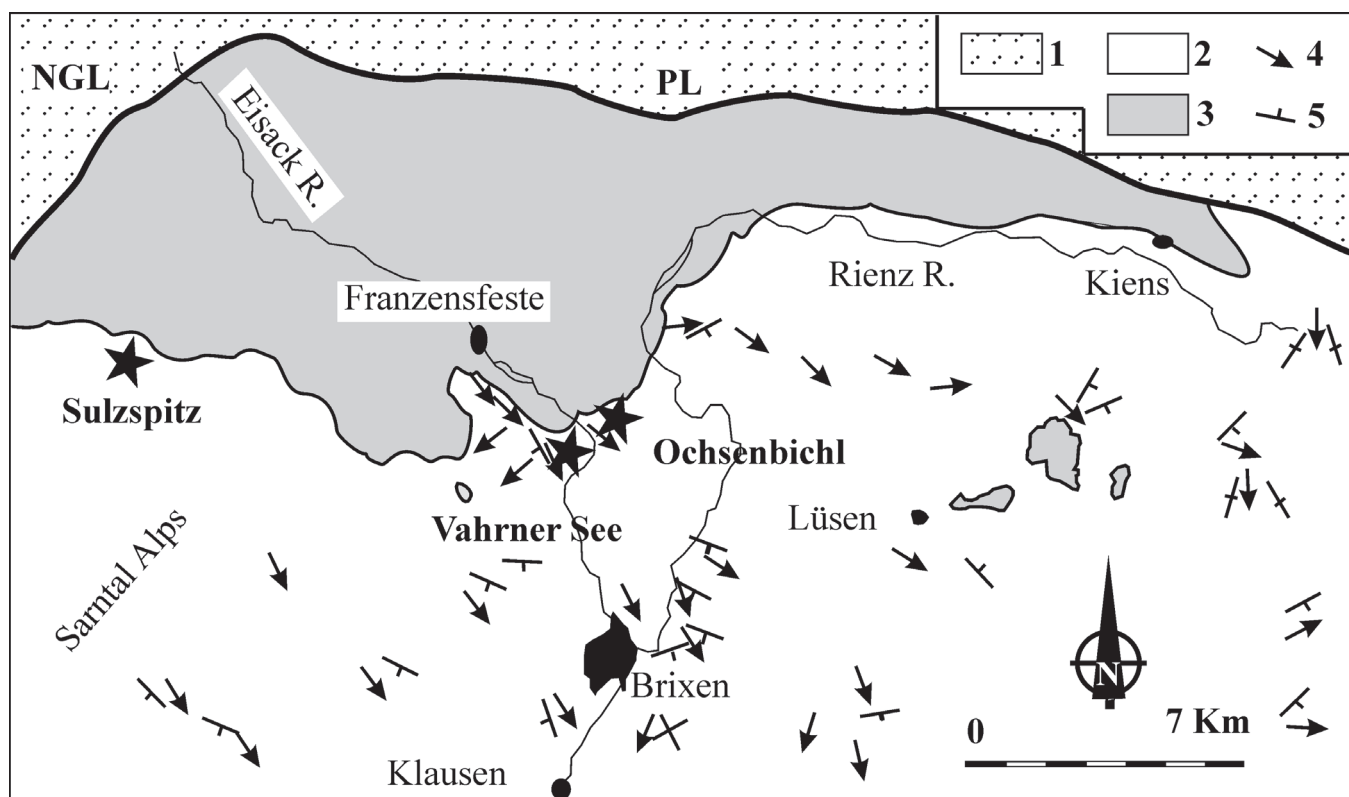 NGL
PL
1
2
4
3
5
Eisack R.
Franzensfeste
Rienz R.
Kiens
Sulzspitz
Ochsenbichl
Vahrner See
Lüsen
Sarntal Alps
Brixen
N
0
7 Km
Klausen